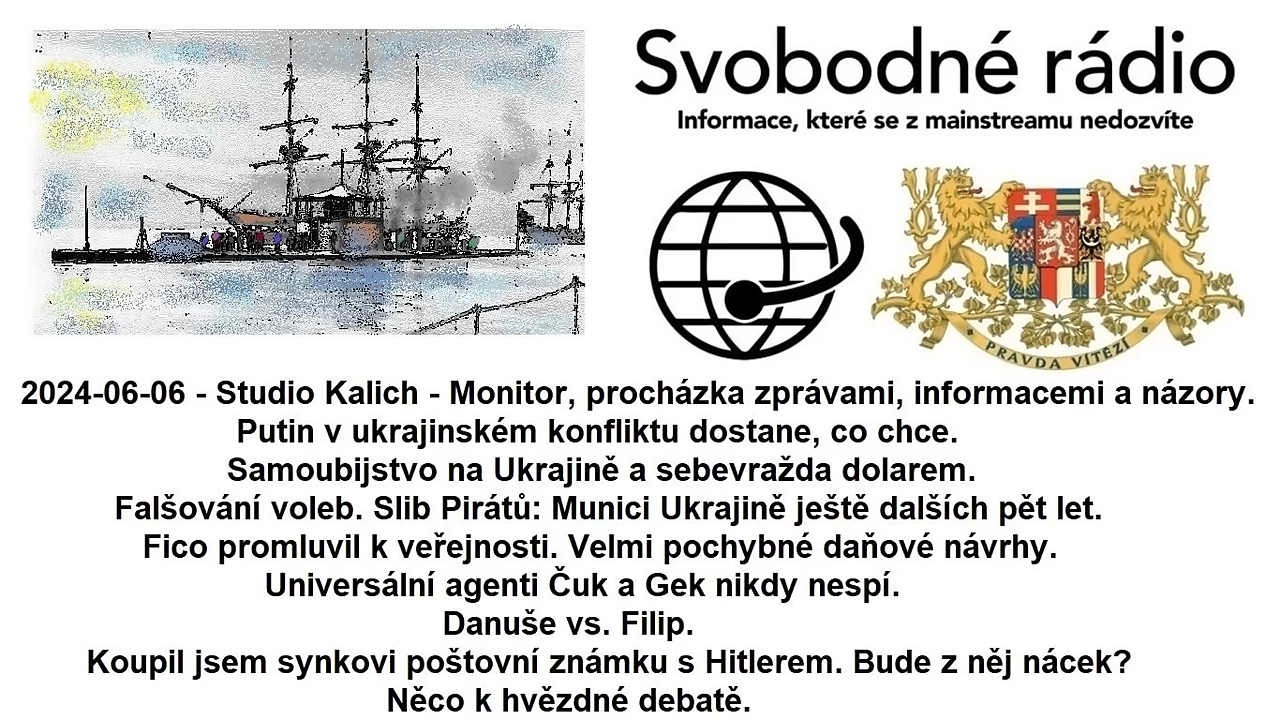 Svobodné rádio
Informace, které se z mainstreamu nedozvíte
PRAVDA VÍTĚZÍ
2024-06-06 - Studio Kalich - Monitor, procházka zprávami, informacemi a názory.
Putin v ukrajinském konfliktu dostane, co chce.
Samoubijstvo na Ukrajině a sebevražda dolarem.
Falšování voleb. Slib Pirátů: Munici Ukrajině ještě dalších pět let.
Fico promluvil k veřejnosti. Velmi pochybné daňové návrhy.
Universální agenti Čuk a Gek nikdy nespí.
Danuše vs. Filip.
Koupil jsem synkovi poštovní známku s Hitlerem. Bude z něj nácek?
Něco k hvězdné debatě.